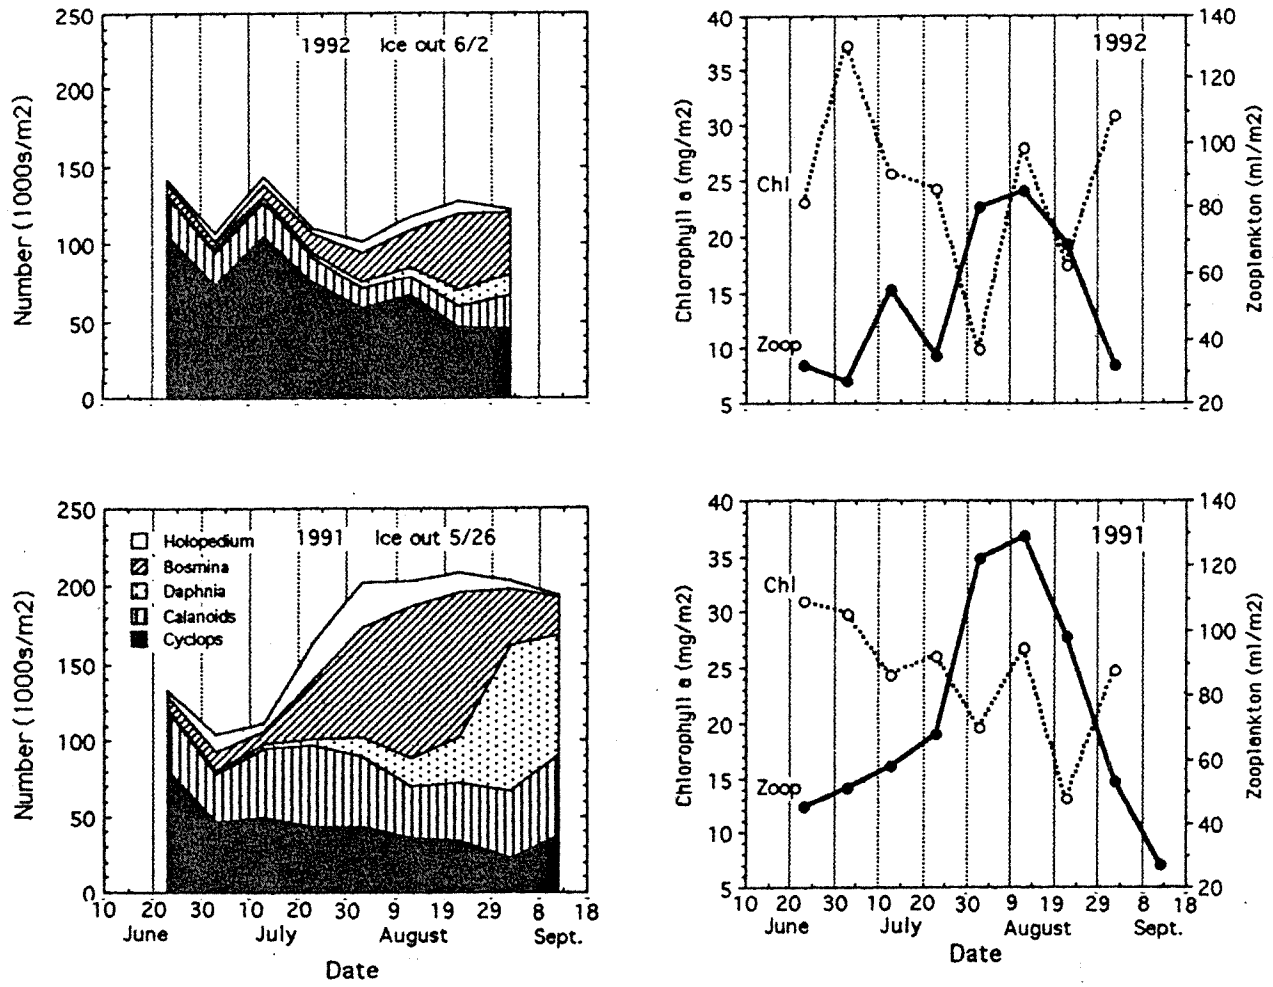 250
200
150
100
50
0
Number (1000s/m2)
1992 Ice out 6/2
40
35
30
25
20
15
10
5
Chlorophyll a (mg/m2)
1992
Chl
Zoop
140
120
100
80
60
40
20
Zooplankton (ml/m2)
250
200
150
100
50
0
Number (1000s/m2)
1991 Ice out 5/26
Holopedium
Bosmina
Daphnia
Calanoids
Cyclops
10 20 30 10 20 30 9 19 29 8 18
June July August Sept.
Date
40
35
30
25
20
15
10
5
Chlorophyll a (mg/m2)
1991
Chl
Zoop
140
120
100
80
60
40
20
Zooplankton (ml/m2)
10 20 30 10 20 30 9 19 29 8 18
June July August Sept.
Date